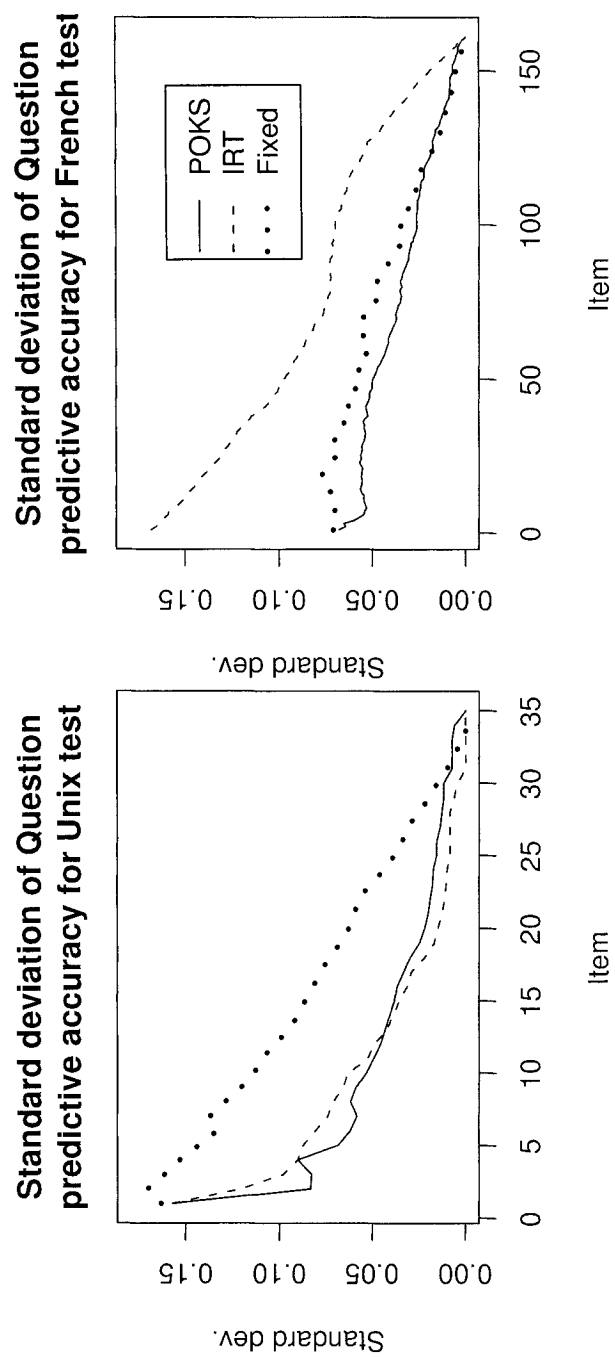 Standard deviation of Question
predictive accuracy for Unix test
Standard dev.
0.00
0.05
0.10
0.15
0
5
10
15
20
25
30
35
Item
Standard deviation of Question
predictive accuracy for French test
Standard dev.
0.00
0.05
0.10
0.15
0
50
100
150
Item
POKS
IRT
Fixed